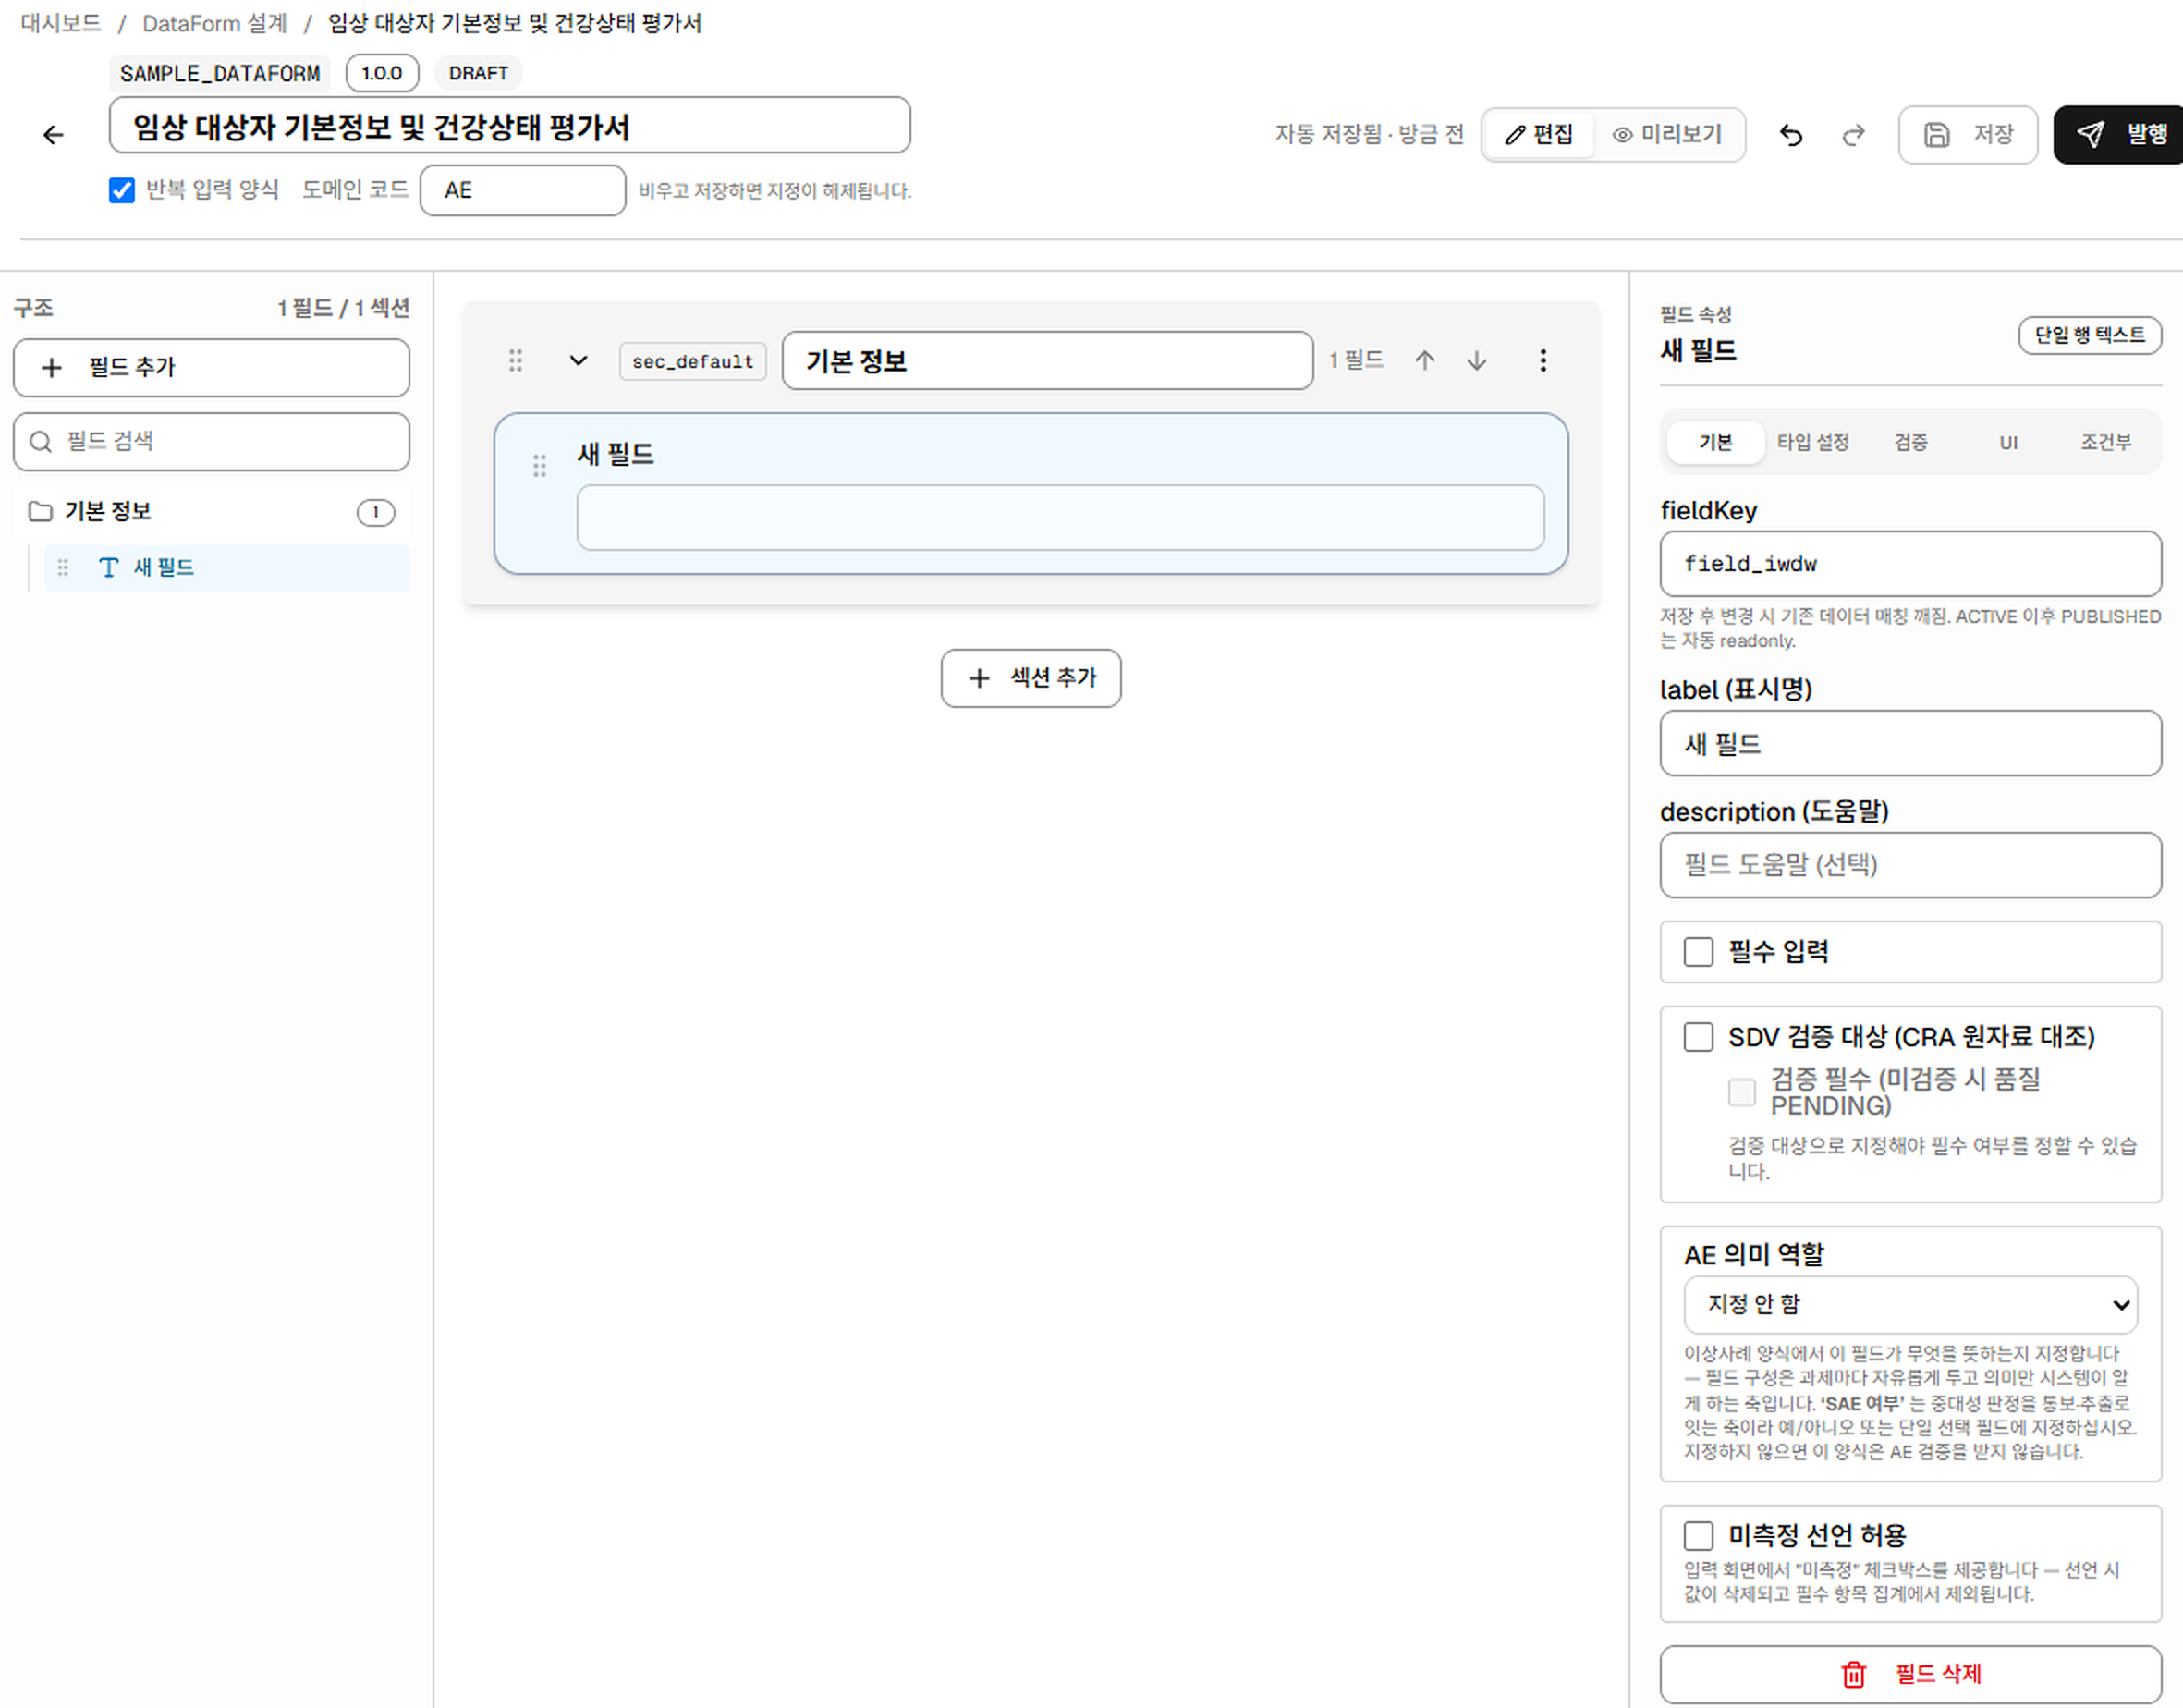 대시보드 / DataForm 설계 / 임상 대상자 기본정보 및 건강상태 평가서
SAMPLE_DATAFORM 1.0.0 DRAFT
임상 대상자 기본정보 및 건강상태 평가서
자동 저장됨 · 방금 전 편집 미리보기 저장 발행
반복 입력 양식 도메인 코드 AE 비우고 저장하면 지정이 해제됩니다.
구조 1 필드 / 1 섹션
필드 추가
필드 검색
기본 정보 1
새 필드
sec_default 기본 정보 1 필드
새 필드
섹션 추가
필드 속성
새 필드 단일 행 텍스트
기본 타입 설정 검증 UI 조건부
fieldKey
field_iwdw
저장 후 변경 시 기존 데이터 매칭 깨짐. ACTIVE 이후 PUBLISHED
는 자동 readonly.
label (표시명)
새 필드
description (도움말)
필드 도움말 (선택)
필수 입력
SDV 검증 대상 (CRA 원자료 대조)
검증 필수 (미검증 시 품질
PENDING)
검증 대상으로 지정해야 필수 여부를 정할 수 있습
니다.
AE 의미 역할
지정 안 함
이상사례 양식에서 이 필드가 무엇을 뜻하는지 지정합니다
— 필드 구성은 과제마다 자유롭게 두고 의미만 시스템이 알
게 하는 축입니다. ‘SAE 여부’ 는 중대성 판정을 통보·추출로
잇는 축이라 예/아니오 또는 단일 선택 필드에 지정하십시오.
지정하지 않으면 이 양식은 AE 검증을 받지 않습니다.
미측정 선언 허용
입력 화면에서 "미측정" 체크박스를 제공합니다 — 선언 시
값이 삭제되고 필수 항목 집계에서 제외됩니다.
필드 삭제